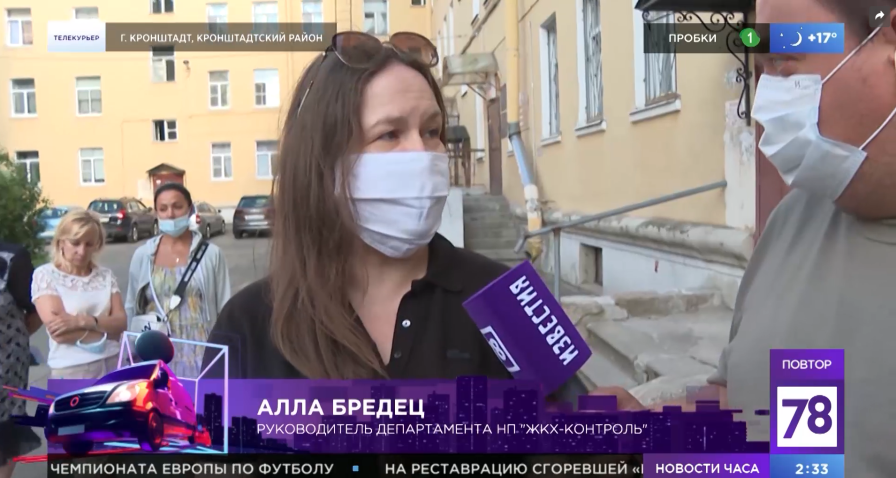 ТЕЛЕКУРЬЕР
Г. КРОНШТАДТ, КРОНШТАДТСКИЙ РАЙОН
ПРОБКИ 1 +17°
ИЗВЕСТИЯ
ПОВТОР
78
АЛЛА БРЕДЕЦ
РУКОВОДИТЕЛЬ ДЕПАРТАМЕНТА НП "ЖКХ-КОНТРОЛЬ"
ЧЕМПИОНАТА ЕВРОПЫ ПО ФУТБОЛУ
НА РЕСТАВРАЦИЮ СГОРЕВШЕЙ
НОВОСТИ ЧАСА
2:33